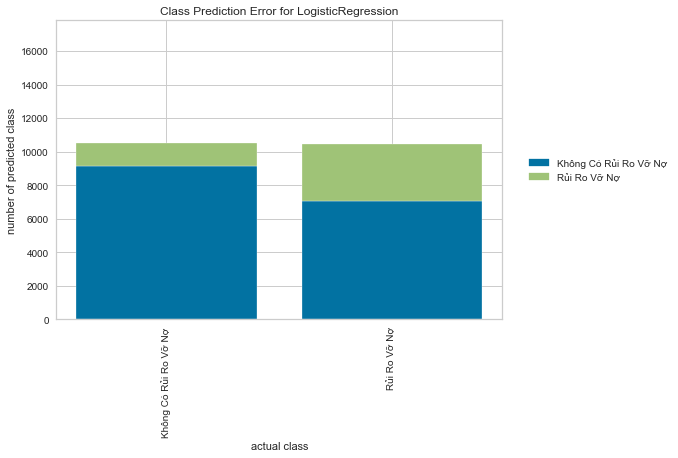 Class Prediction Error for LogisticRegression
number of predicted class
16000
14000
12000
10000
8000
6000
4000
2000
0
Không Có Rủi Ro Vỡ Nợ
Rủi Ro Vỡ Nợ
actual class
Không Có Rủi Ro Vỡ Nợ
Rủi Ro Vỡ Nợ